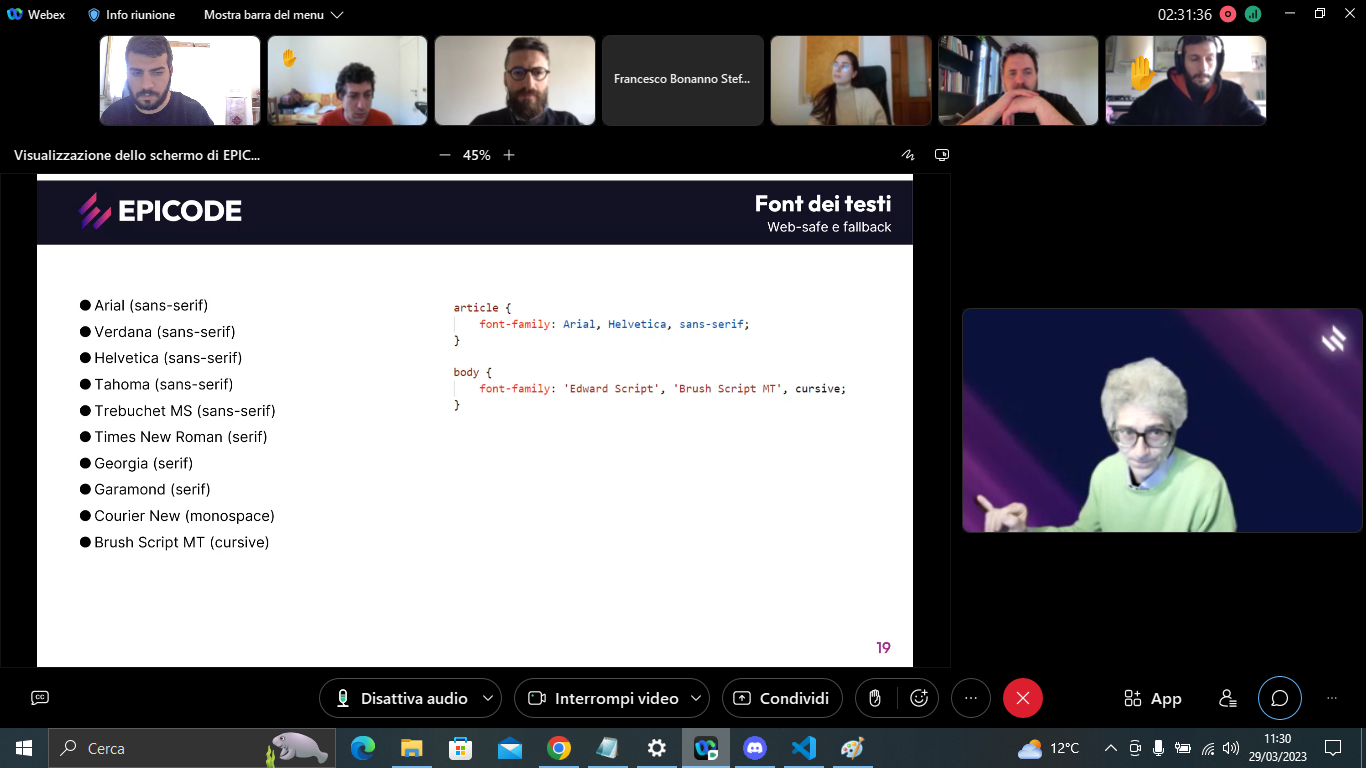 Webex
Info riunione
Mostra barra del menu
02:31:36
Francesco Bonanno Stef...
Visualizzazione dello schermo di EPIC...
45%
EPICODE
Font dei testi
Web-safe e fallback
Arial (sans-serif)
Verdana (sans-serif)
Helvetica (sans-serif)
Tahoma (sans-serif)
Trebuchet MS (sans-serif)
Times New Roman (serif)
Georgia (serif)
Garamond (serif)
Courier New (monospace)
Brush Script MT (cursive)
article {
font-family: Arial, Helvetica, sans-serif;
}
body {
font-family: 'Edward Script', 'Brush Script MT', cursive;
}
19
CC
Disattiva audio
Interrompi video
Condividi
App
Cerca
12°C
11:30
29/03/2023